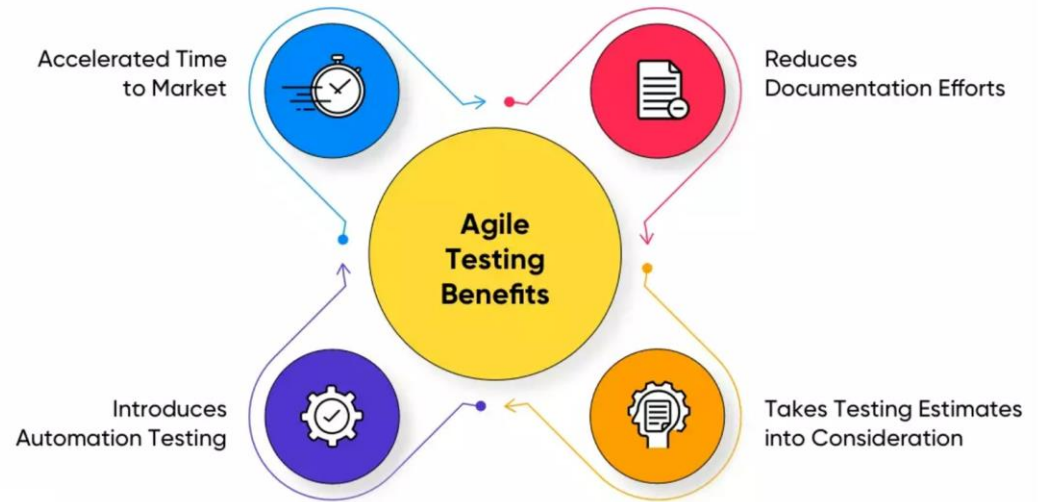 Accelerated Time
to Market
Reduces
Documentation Efforts
Agile
Testing
Benefits
Introduces
Automation Testing
Takes Testing Estimates
into Consideration